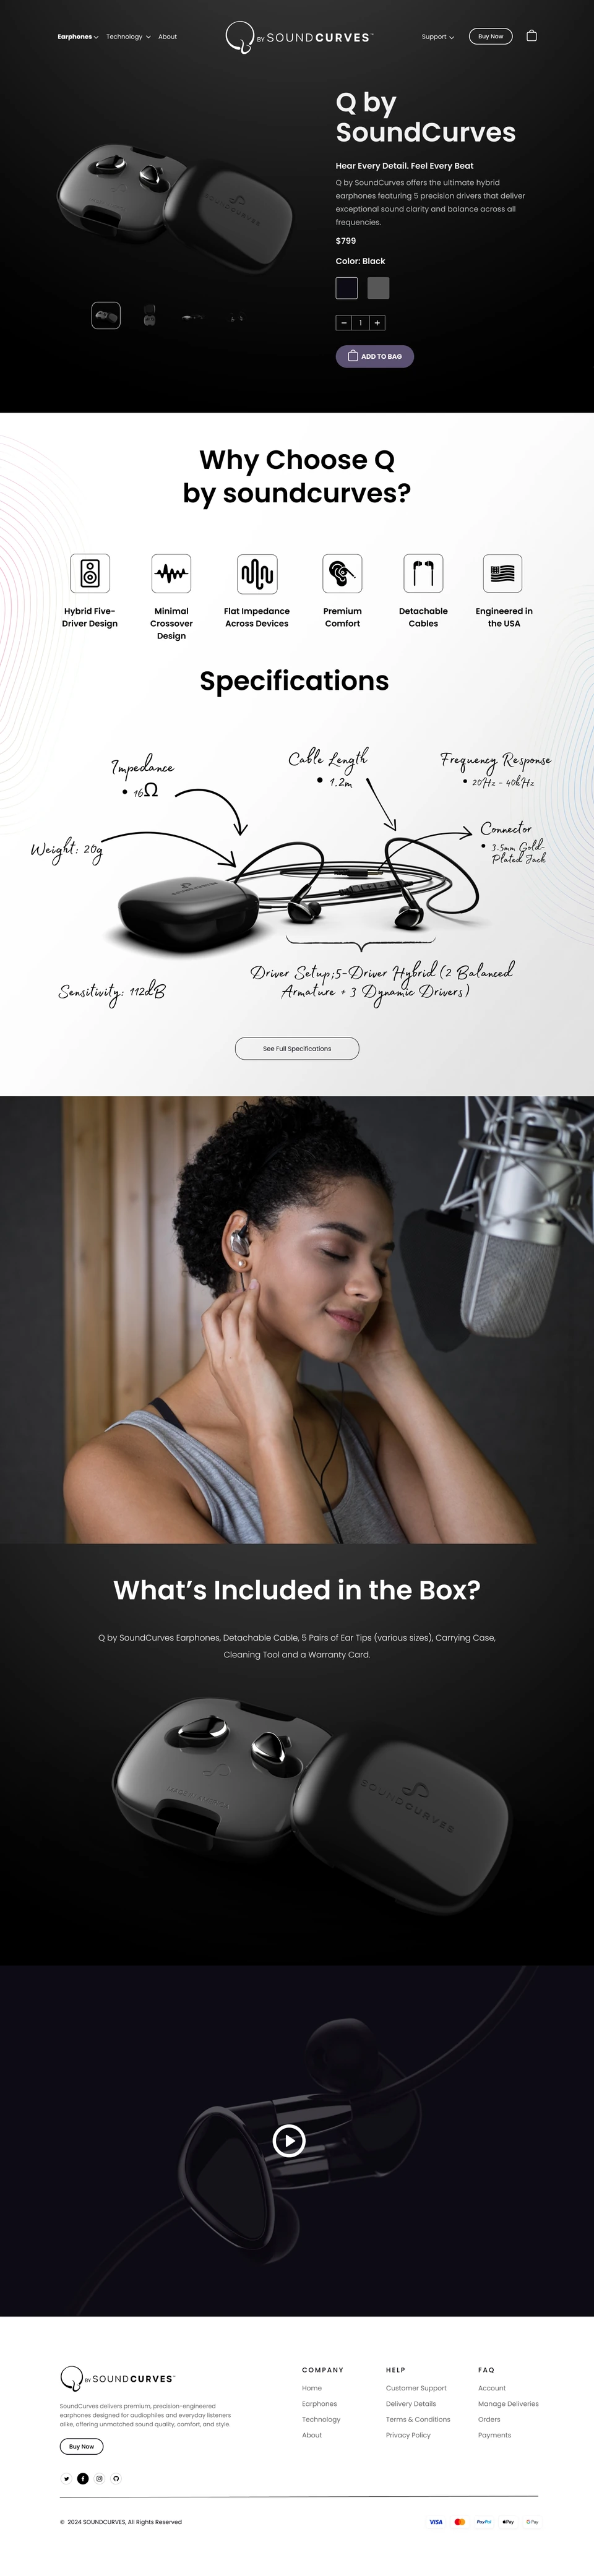 Earphones
Technology
About
BY SOUNDCURVES™
Support
Buy Now
Q by
SoundCurves
Hear Every Detail. Feel Every Beat
Q by SoundCurves offers the ultimate hybrid
earphones featuring 5 precision drivers that deliver
exceptional sound clarity and balance across all
frequencies.
$799
Color: Black
− 1 +
ADD TO BAG
SOUNDCURVES
Why Choose Q
by soundcurves?
Hybrid Five-
Driver Design
Minimal
Crossover
Design
Flat Impedance
Across Devices
Premium
Comfort
Detachable
Cables
Engineered in
the USA
Specifications
Impedance
• 16Ω
Cable Length
• 1.2m
Frequency Response
• 20Hz - 40kHz
Connector
• 3.5mm Gold-
Plated Jack
Weight: 20g
SOUNDCURVES
Sensitivity: 112dB
Driver Setup;5-Driver Hybrid (2 Balanced
Armature + 3 Dynamic Drivers)
See Full Specifications
What's Included in the Box?
Q by SoundCurves Earphones, Detachable Cable, 5 Pairs of Ear Tips (various sizes), Carrying Case,
Cleaning Tool and a Warranty Card.
SOUNDCURVES
BY SOUNDCURVES™
SoundCurves delivers premium, precision-engineered
earphones designed for audiophiles and everyday listeners
alike, offering unmatched sound quality, comfort, and style.
Buy Now
COMPANY
Home
Earphones
Technology
About
HELP
Customer Support
Delivery Details
Terms & Conditions
Privacy Policy
FAQ
Account
Manage Deliveries
Orders
Payments
© 2024 SOUNDCURVES, All Rights Reserved
VISA
PayPal
Pay
G Pay